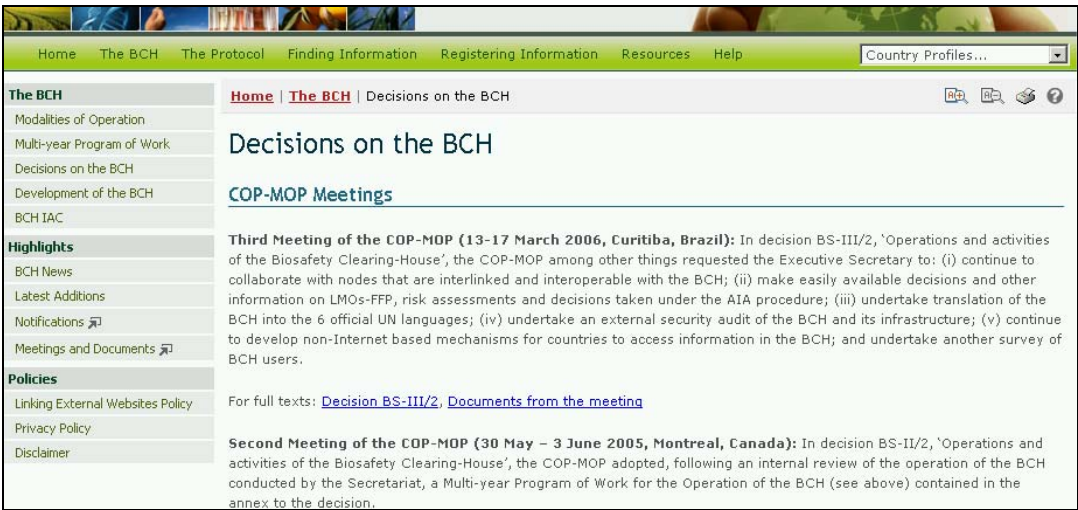 Home The BCH The Protocol Finding Information Registering Information Resources Help Country Profiles...
The BCH
Modalities of Operation
Multi-year Program of Work
Decisions on the BCH
Development of the BCH
BCH IAC
Highlights
BCH News
Latest Additions
Notifications
Meetings and Documents
Policies
Linking External Websites Policy
Privacy Policy
Disclaimer
Home | The BCH | Decisions on the BCH
Decisions on the BCH
COP-MOP Meetings
Third Meeting of the COP-MOP (13-17 March 2006, Curitiba, Brazil): In decision BS-III/2, ‘Operations and activities
of the Biosafety Clearing-House’, the COP-MOP among other things requested the Executive Secretary to: (i) continue to
collaborate with nodes that are interlinked and interoperable with the BCH; (ii) make easily available decisions and other
information on LMOs-FFP, risk assessments and decisions taken under the AIA procedure; (iii) undertake translation of the
BCH into the 6 official UN languages; (iv) undertake an external security audit of the BCH and its infrastructure; (v) continue
to develop non-Internet based mechanisms for countries to access information in the BCH; and undertake another survey of
BCH users.
For full texts: Decision BS-III/2, Documents from the meeting
Second Meeting of the COP-MOP (30 May – 3 June 2005, Montreal, Canada): In decision BS-II/2, ‘Operations and
activities of the Biosafety Clearing-House’, the COP-MOP adopted, following an internal review of the operation of the BCH
conducted by the Secretariat, a Multi-year Program of Work for the Operation of the BCH (see above) contained in the
annex to the decision.